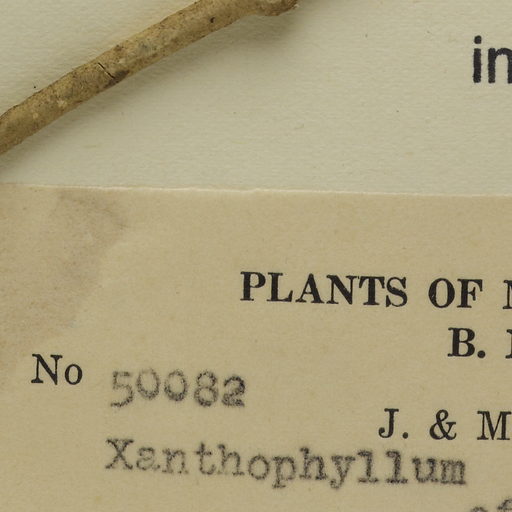 in
PLANTS OF
B.
No 50082
J. & M
Xanthophyllum